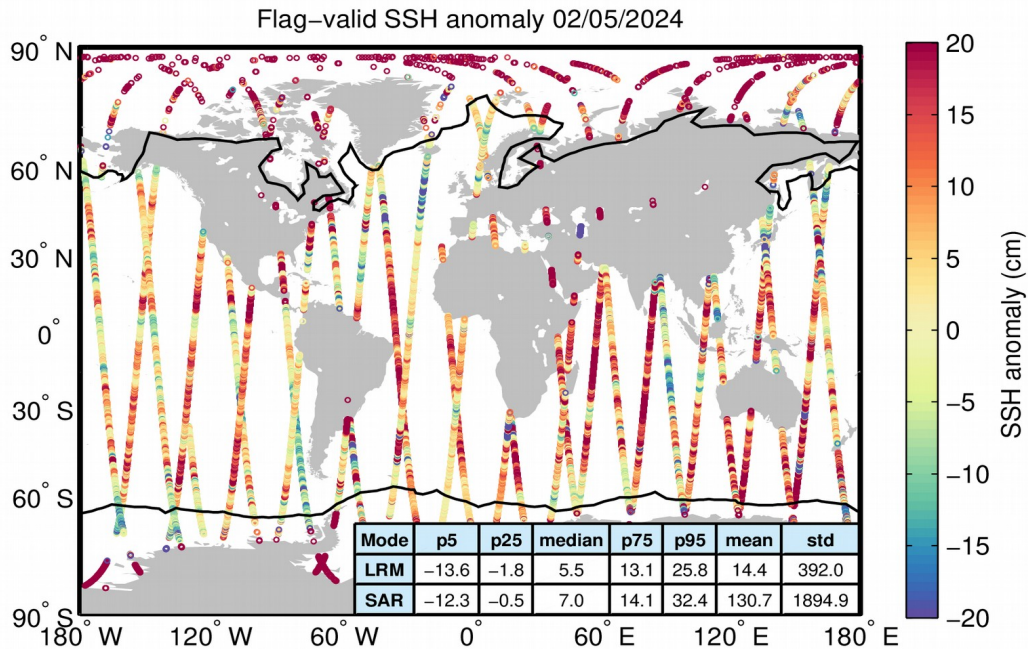 Flag−valid SSH anomaly 02/05/2024
90° N
60° N
30° N
0°
30° S
60° S
90° S
180° W 120° W 60° W 0° 60° E 120° E 180° E
Mode p5 p25 median p75 p95 mean std
LRM −13.6 −1.8 5.5 13.1 25.8 14.4 392.0
SAR −12.3 −0.5 7.0 14.1 32.4 130.7 1894.9
20
15
10
5
0
−5
−10
−15
−20
SSH anomaly (cm)